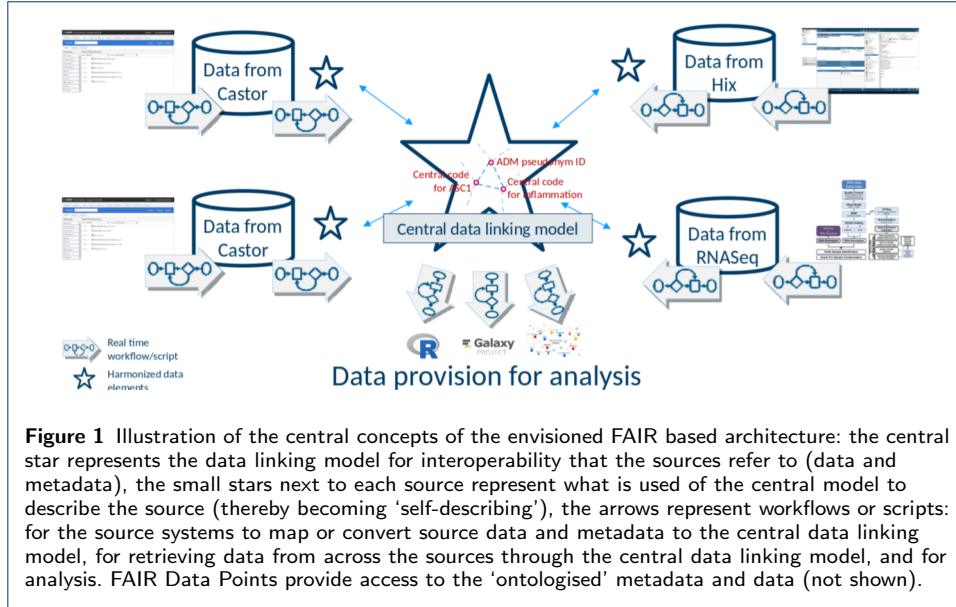 Data from
Castor
Data from
Hix
ADM pseudonym ID
Central code
for ASC1
Central code
for Inflammation
Central data linking model
Data from
Castor
Data from
RNASeq
R
Galaxy
PROJECT
Real time
workflow/script
Harmonized data
elements
Data provision for analysis
Figure 1 Illustration of the central concepts of the envisioned FAIR based architecture: the central
star represents the data linking model for interoperability that the sources refer to (data and
metadata), the small stars next to each source represent what is used of the central model to
describe the source (thereby becoming ‘self-describing’), the arrows represent workflows or scripts:
for the source systems to map or convert source data and metadata to the central data linking
model, for retrieving data from across the sources through the central data linking model, and for
analysis. FAIR Data Points provide access to the ‘ontologised’ metadata and data (not shown).